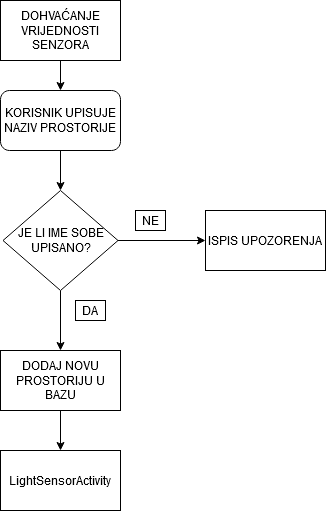 DOHVAĆANJE
VRIJEDNOSTI
SENZORA
KORISNIK UPISUJE
NAZIV PROSTORIJE
JE LI IME SOBE
UPISANO?
NE
ISPIS UPOZORENJA
DA
DODAJ NOVU
PROSTORIJU U
BAZU
LightSensorActivity